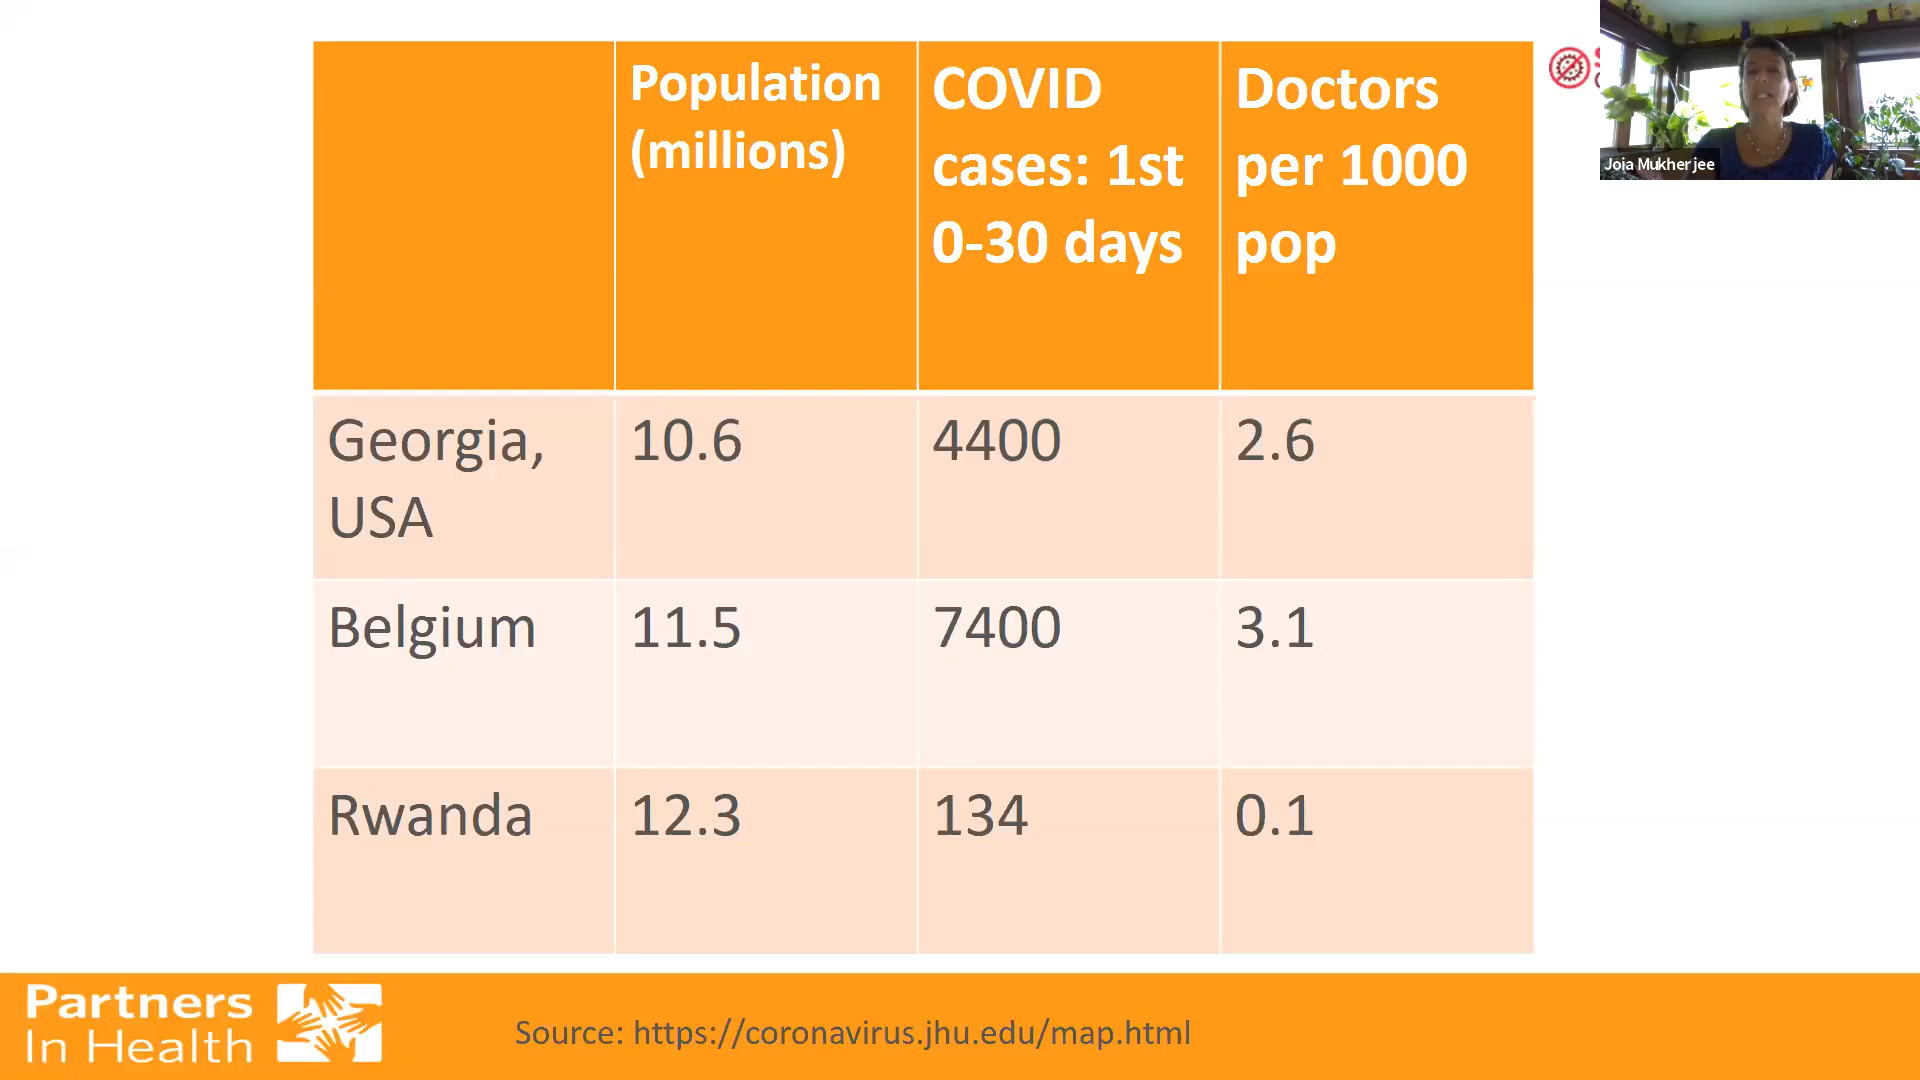 Population
(millions)
COVID
cases: 1st
0-30 days
Doctors
per 1000
pop
Georgia,
USA
10.6
4400
2.6
Belgium
11.5
7400
3.1
Rwanda
12.3
134
0.1
Joia Mukherjee
Partners
In Health
Source: https://coronavirus.jhu.edu/map.html